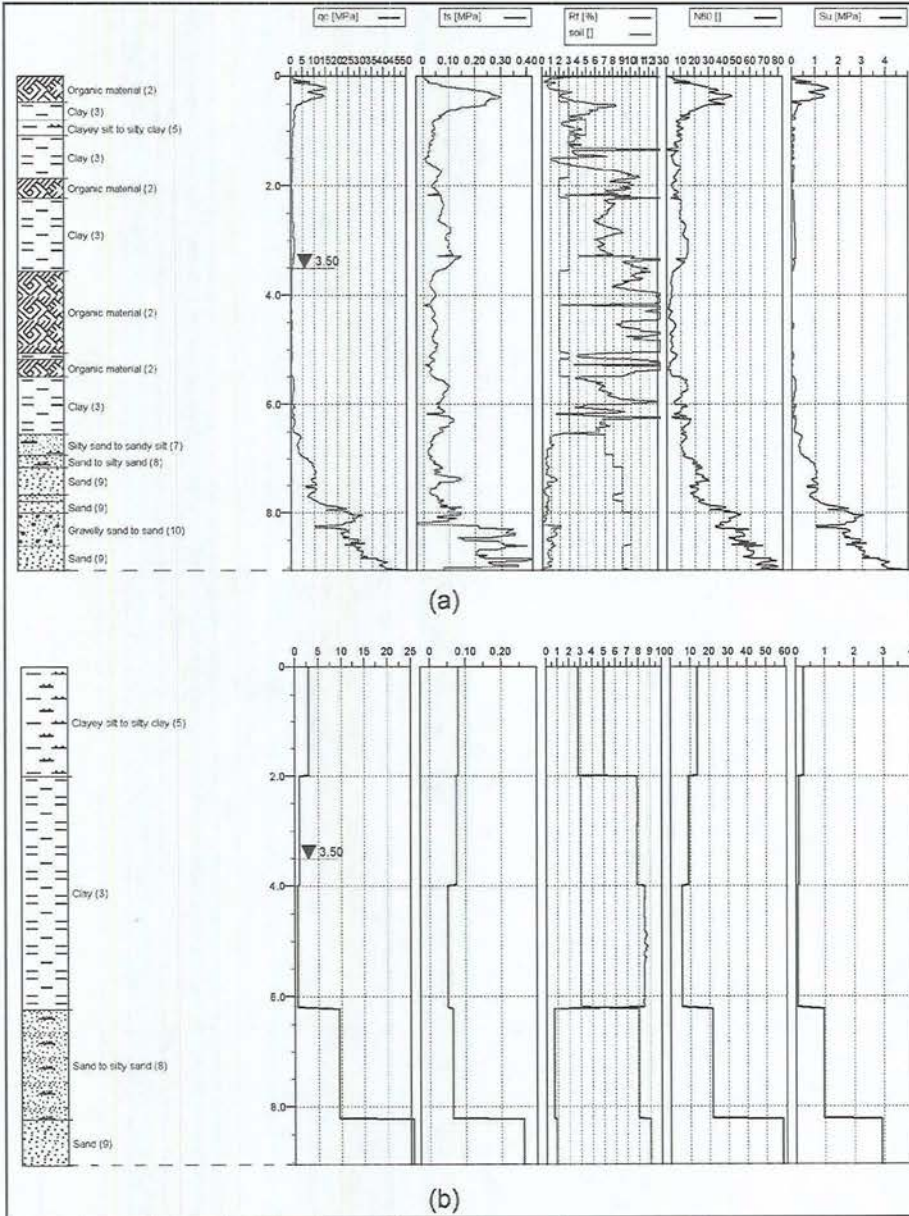 qc [MPa]
fs [MPa]
Rf [%]
soil []
N60 []
Su [MPa]
0 5 10 15 20 25 30 35 40 45 50
0 0.10 0.20 0.30 0.40
0 1 2 3 4 5 6 7 8 9 10 11 12 13
10 20 30 40 50 60 70 80
0 1 2 3 4
0
2.0
4.0
6.0
8.0
3.50
Organic material (2)
Clay (3)
Clayey silt to silty clay (5)
Clay (3)
Organic material (2)
Clay (3)
Organic material (2)
Organic material (2)
Clay (3)
Silty sand to sandy silt (7)
Sand to silty sand (8)
Sand (9)
Sand (9)
Gravelly sand to sand (10)
Sand (9)
(a)
0 5 10 15 20 25
0 0.10 0.20
0 1 2 3 4 5 6 7 8 9 10
0 10 20 30 40 50 60
0 1 2 3
0
2.0
4.0
6.0
8.0
3.50
Clayey silt to silty clay (5)
Clay (3)
Sand to silty sand (8)
Sand (9)
(b)